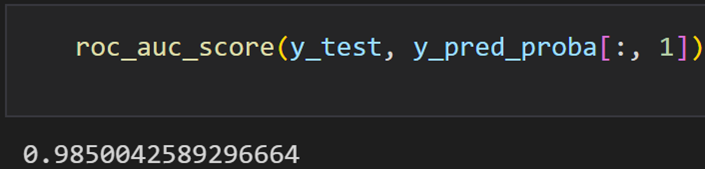 roc_auc_score(y_test, y_pred_proba[:, 1])
0.9850042589296664